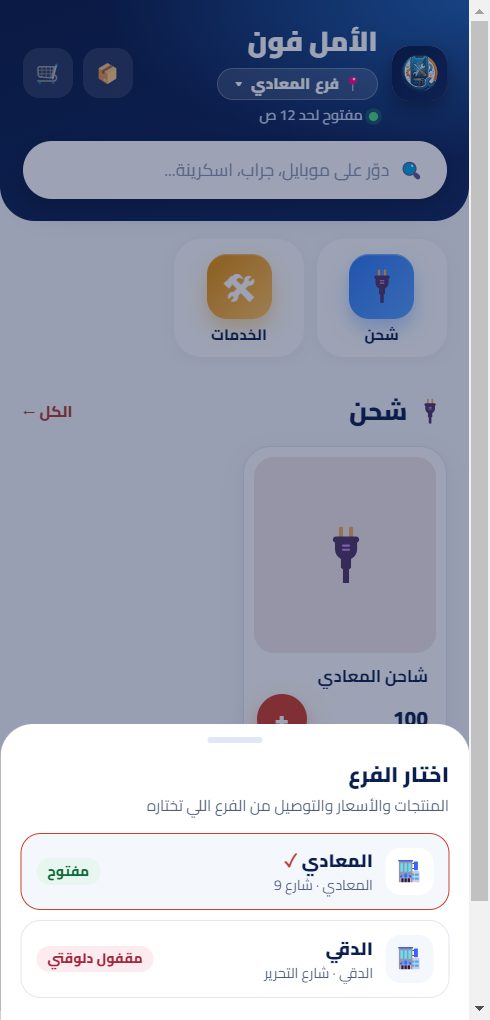 الأمل فون
فرع المعادي
مفتوح لحد 12 ص
دوّر على موبايل، جراب، اسكرينة...
شحن
الخدمات
شحن
الكل ←
شاحن المعادي
100
+
اختار الفرع
المنتجات والأسعار والتوصيل من الفرع اللي تختاره
المعادي ✓
المعادي · شارع 9
مفتوح
الدقي
الدقي · شارع التحرير
مقفول دلوقتي